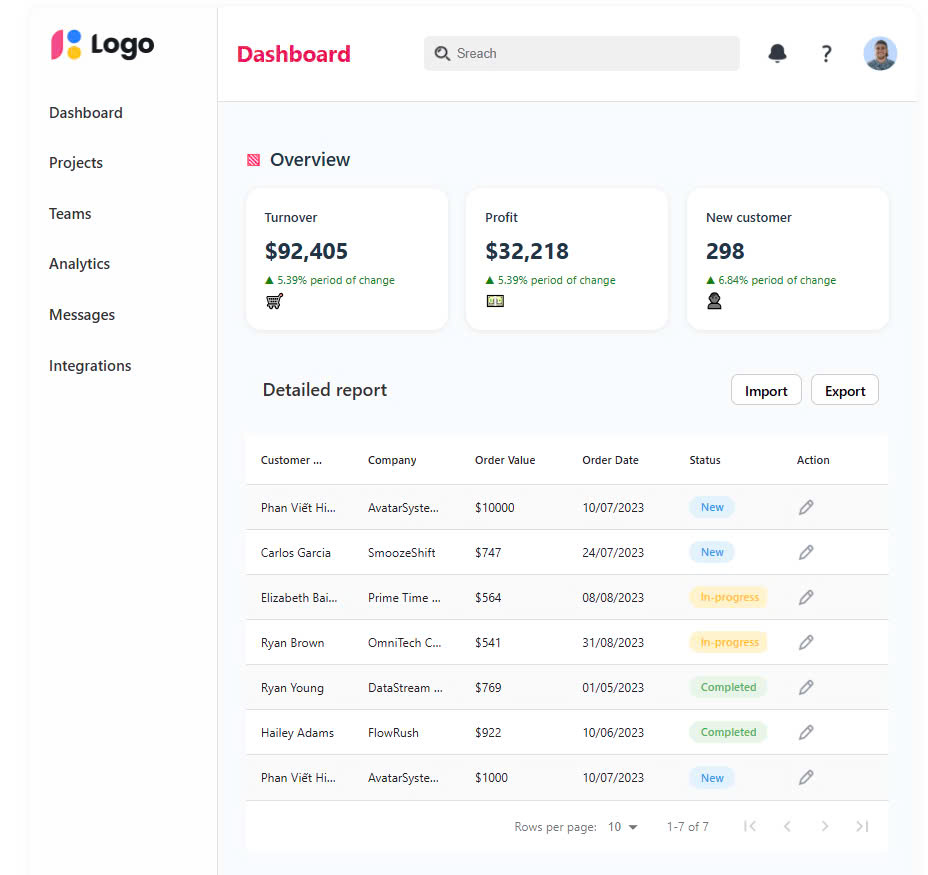 Logo
Dashboard
Sreach
?
Dashboard
Projects
Teams
Analytics
Messages
Integrations
Overview
Turnover
$92,405
▲ 5.39% period of change
Profit
$32,218
▲ 5.39% period of change
New customer
298
▲ 6.84% period of change
Detailed report
Import
Export
Customer ... Company Order Value Order Date Status Action
Phan Viết Hi... AvatarSyste... $10000 10/07/2023 New
Carlos Garcia SmoozeShift $747 24/07/2023 New
Elizabeth Bai... Prime Time ... $564 08/08/2023 In-progress
Ryan Brown OmniTech C... $541 31/08/2023 In-progress
Ryan Young DataStream ... $769 01/05/2023 Completed
Hailey Adams FlowRush $922 10/06/2023 Completed
Phan Viết Hi... AvatarSyste... $1000 10/07/2023 New
Rows per page: 10 1-7 of 7